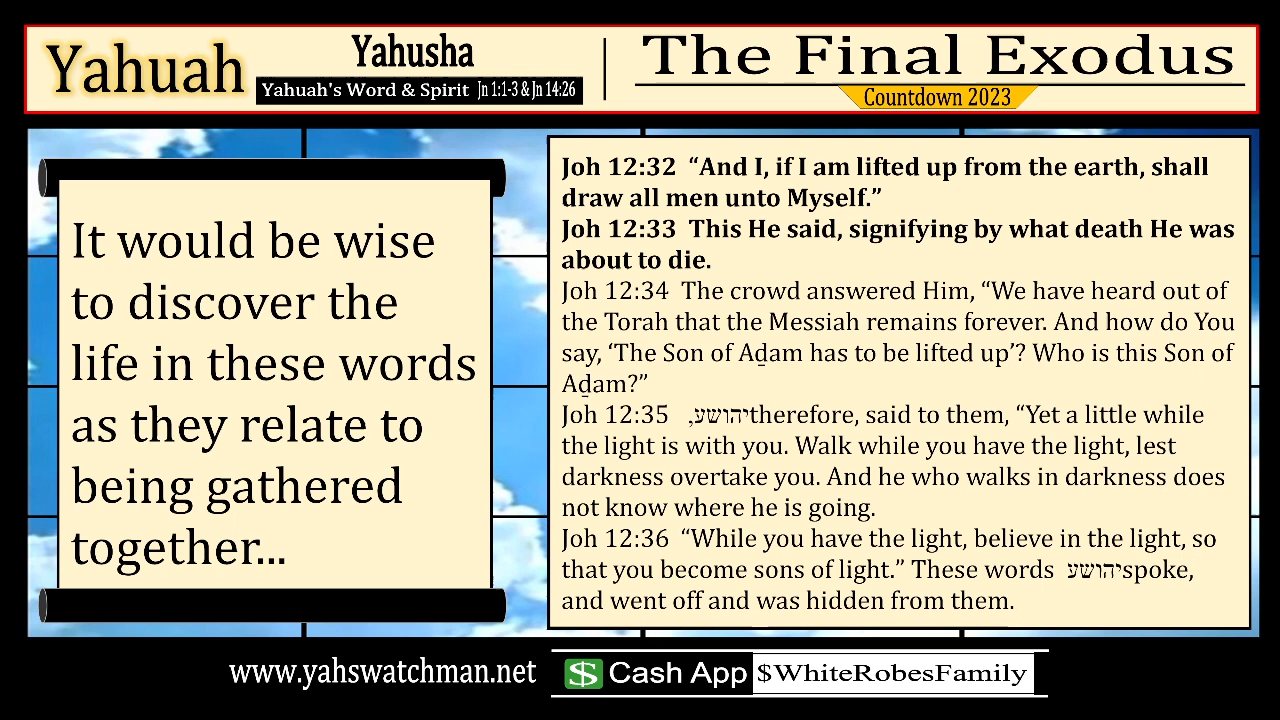 Yahuah
Yahusha
Yahuah's Word & Spirit Jn 1:1-3 & Jn 14:26
The Final Exodus
Countdown 2023
It would be wise
to discover the
life in these words
as they relate to
being gathered
together...
Joh 12:32 “And I, if I am lifted up from the earth, shall
draw all men unto Myself.”
Joh 12:33 This He said, signifying by what death He was
about to die.
Joh 12:34 The crowd answered Him, “We have heard out of
the Torah that the Messiah remains forever. And how do You
say, ‘The Son of Aḏam has to be lifted up’? Who is this Son of
Aḏam?”
Joh 12:35 יהושע, therefore, said to them, “Yet a little while
the light is with you. Walk while you have the light, lest
darkness overtake you. And he who walks in darkness does
not know where he is going.
Joh 12:36 “While you have the light, believe in the light, so
that you become sons of light.” These words יהושע spoke,
and went off and was hidden from them.
www.yahswatchman.net
$ Cash App $WhiteRobesFamily